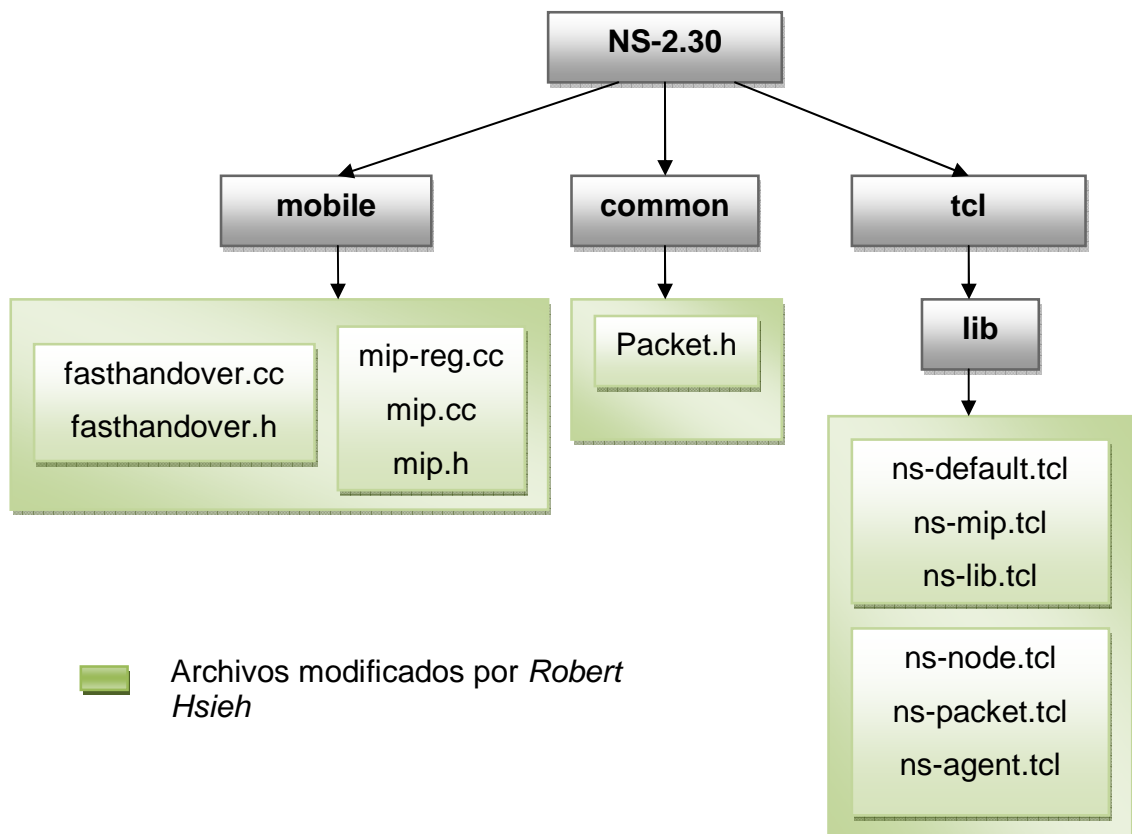 NS-2.30
mobile
common
tcl
lib
fasthandover.cc
fasthandover.h
mip-reg.cc
mip.cc
mip.h
Packet.h
ns-default.tcl
ns-mip.tcl
ns-lib.tcl
ns-node.tcl
ns-packet.tcl
ns-agent.tcl
Archivos modificados por Robert
Hsieh